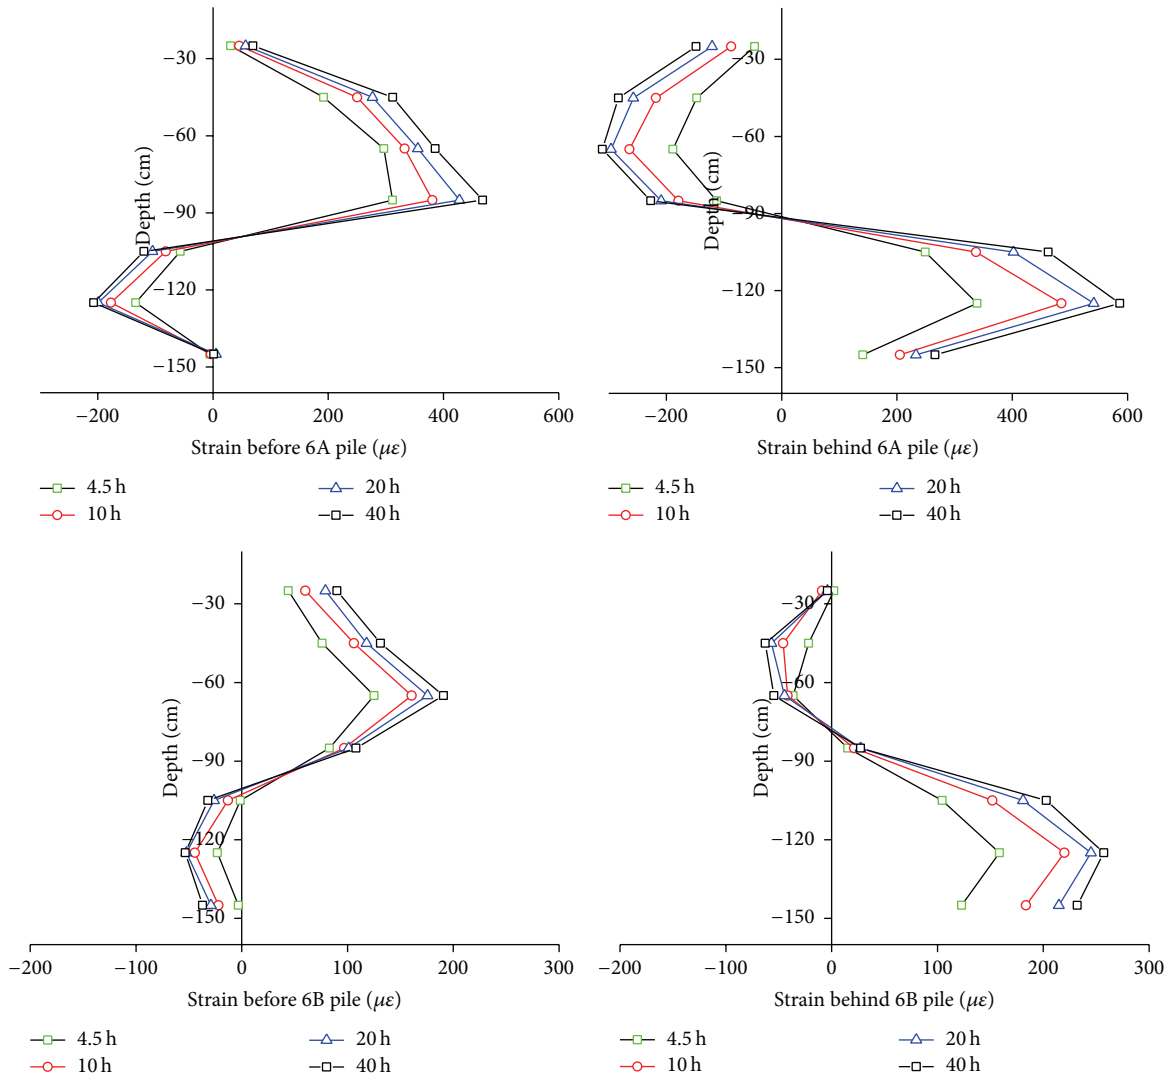 −30
−60
−90
−120
−150
Depth (cm)
−200 0 200 400 600
Strain before 6A pile (με)
4.5 h 20 h
10 h 40 h
−30
−60
−90
−120
−150
Depth (cm)
−200 0 200 400 600
Strain behind 6A pile (με)
4.5 h 20 h
10 h 40 h
−30
−60
−90
−120
−150
Depth (cm)
−200 −100 0 100 200 300
Strain before 6B pile (με)
4.5 h 20 h
10 h 40 h
−30
−60
−90
−120
−150
Depth (cm)
−200 −100 0 100 200 300
Strain behind 6B pile (με)
4.5 h 20 h
10 h 40 h